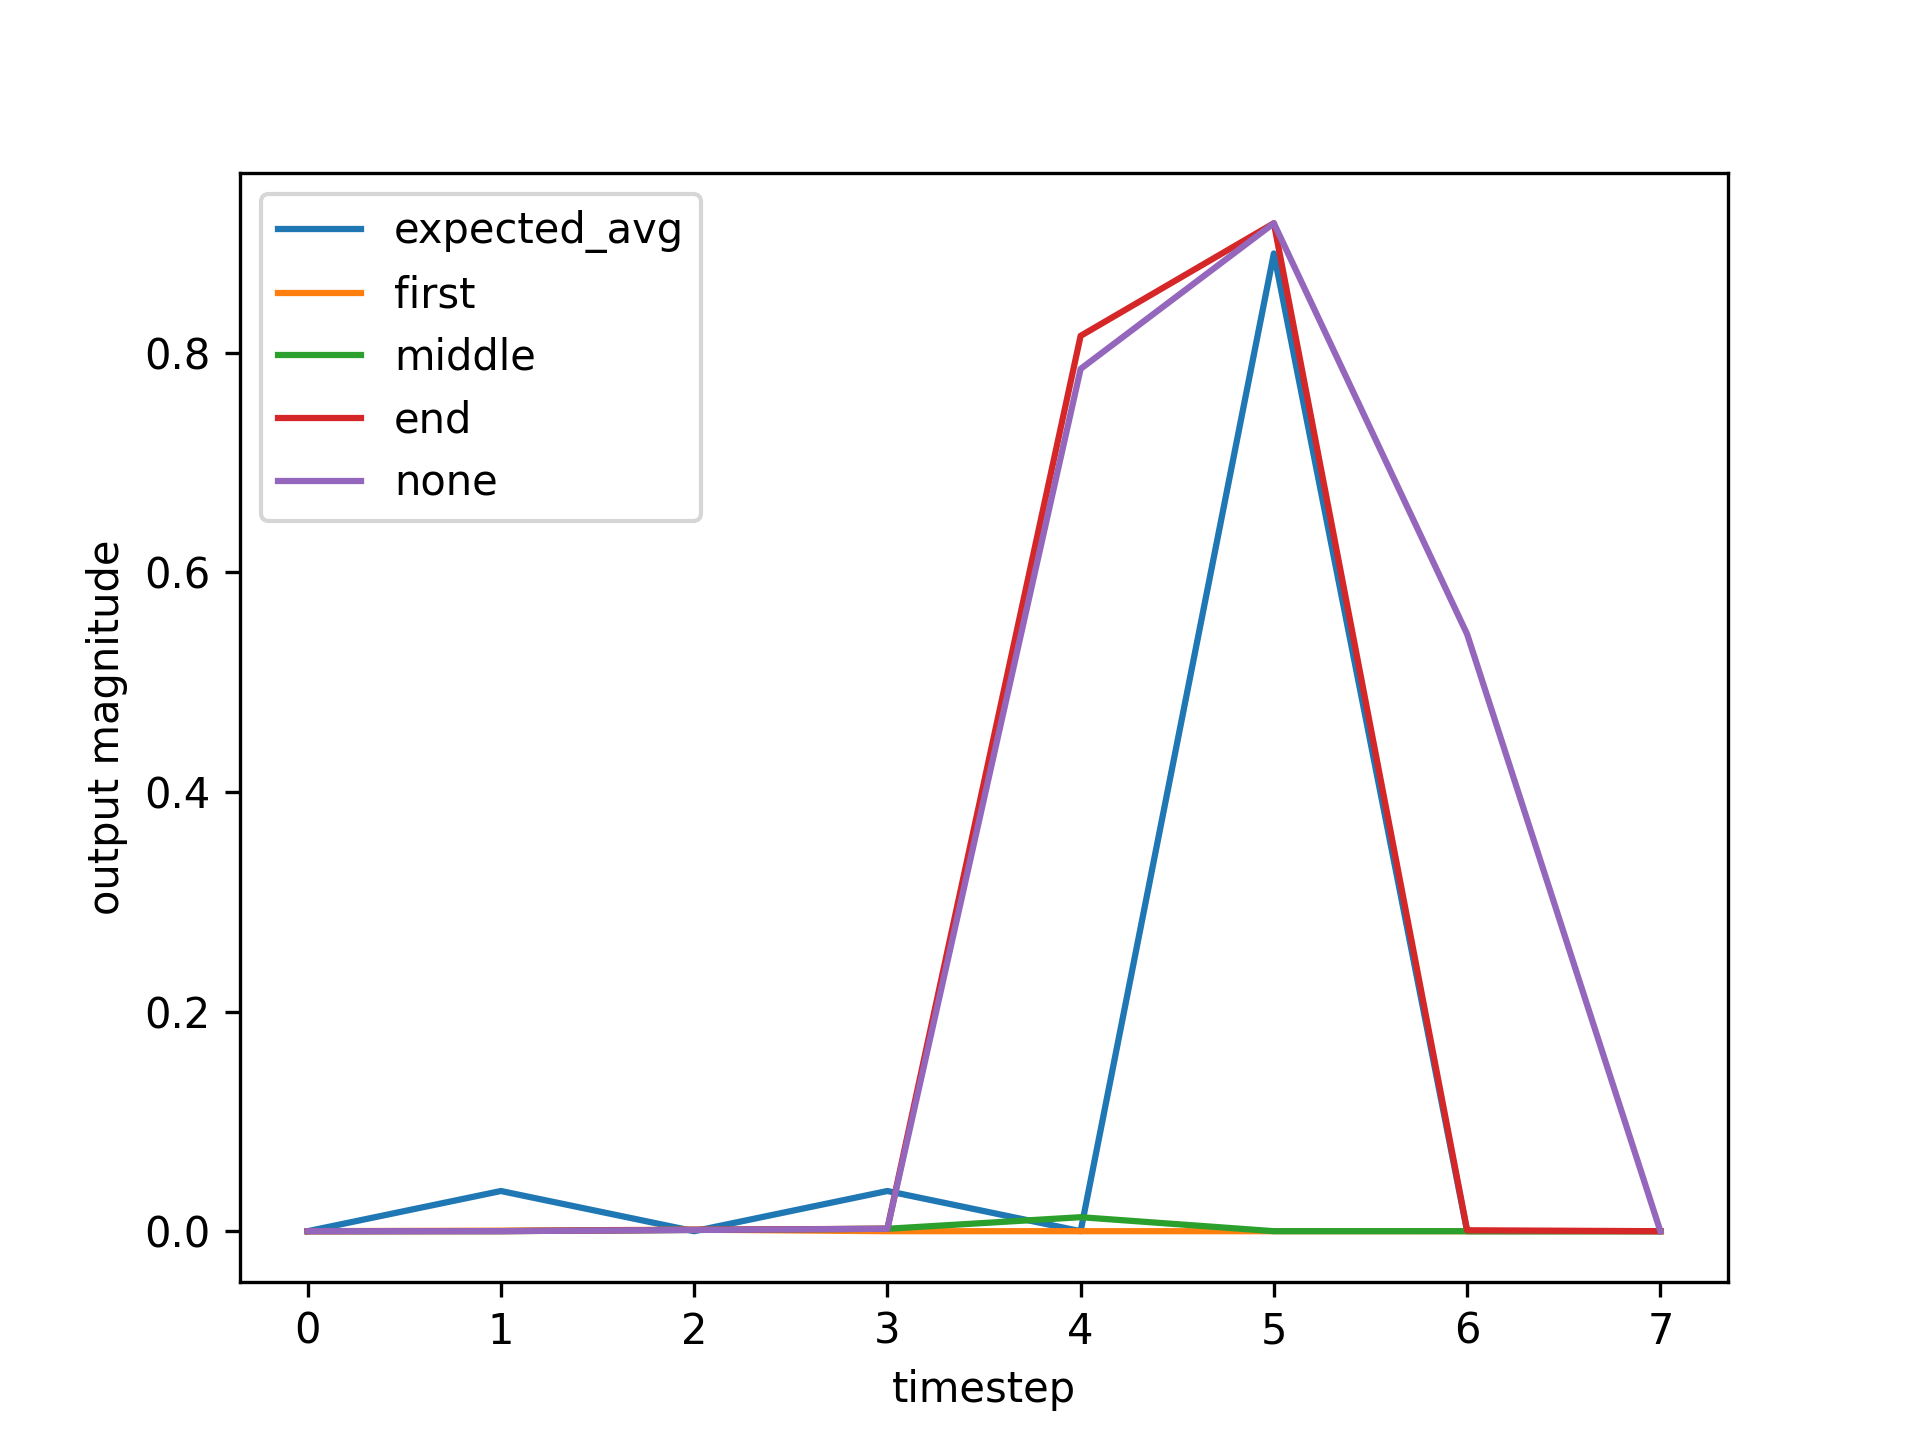 expected_avg
first
middle
end
none
output magnitude
0.8
0.6
0.4
0.2
0.0
0 1 2 3 4 5 6 7
timestep